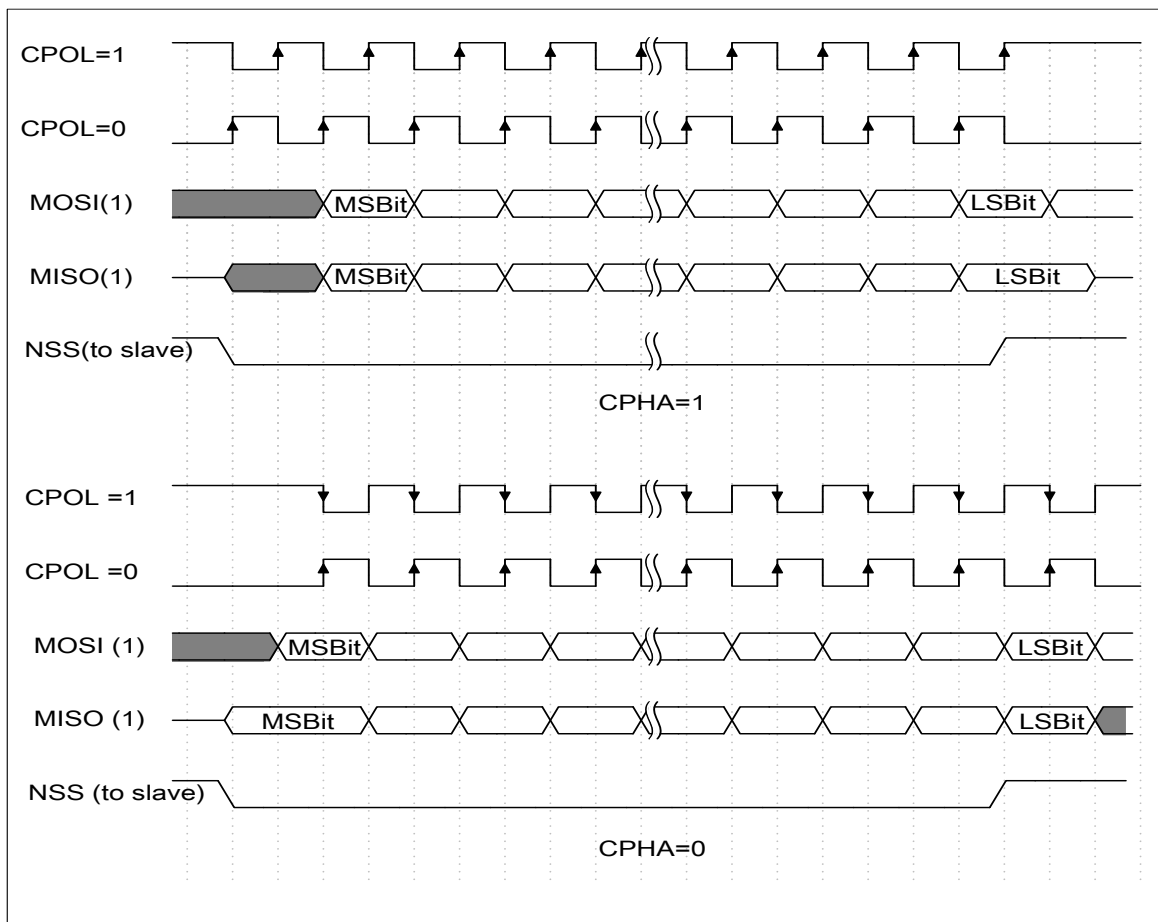 CPOL=1
CPOL=0
MOSI(1)
MSBit
LSBit
MISO(1)
MSBit
LSBit
NSS(to slave)
CPHA=1
CPOL =1
CPOL =0
MOSI (1)
MSBit
LSBit
MISO (1)
MSBit
LSBit
NSS (to slave)
CPHA=0